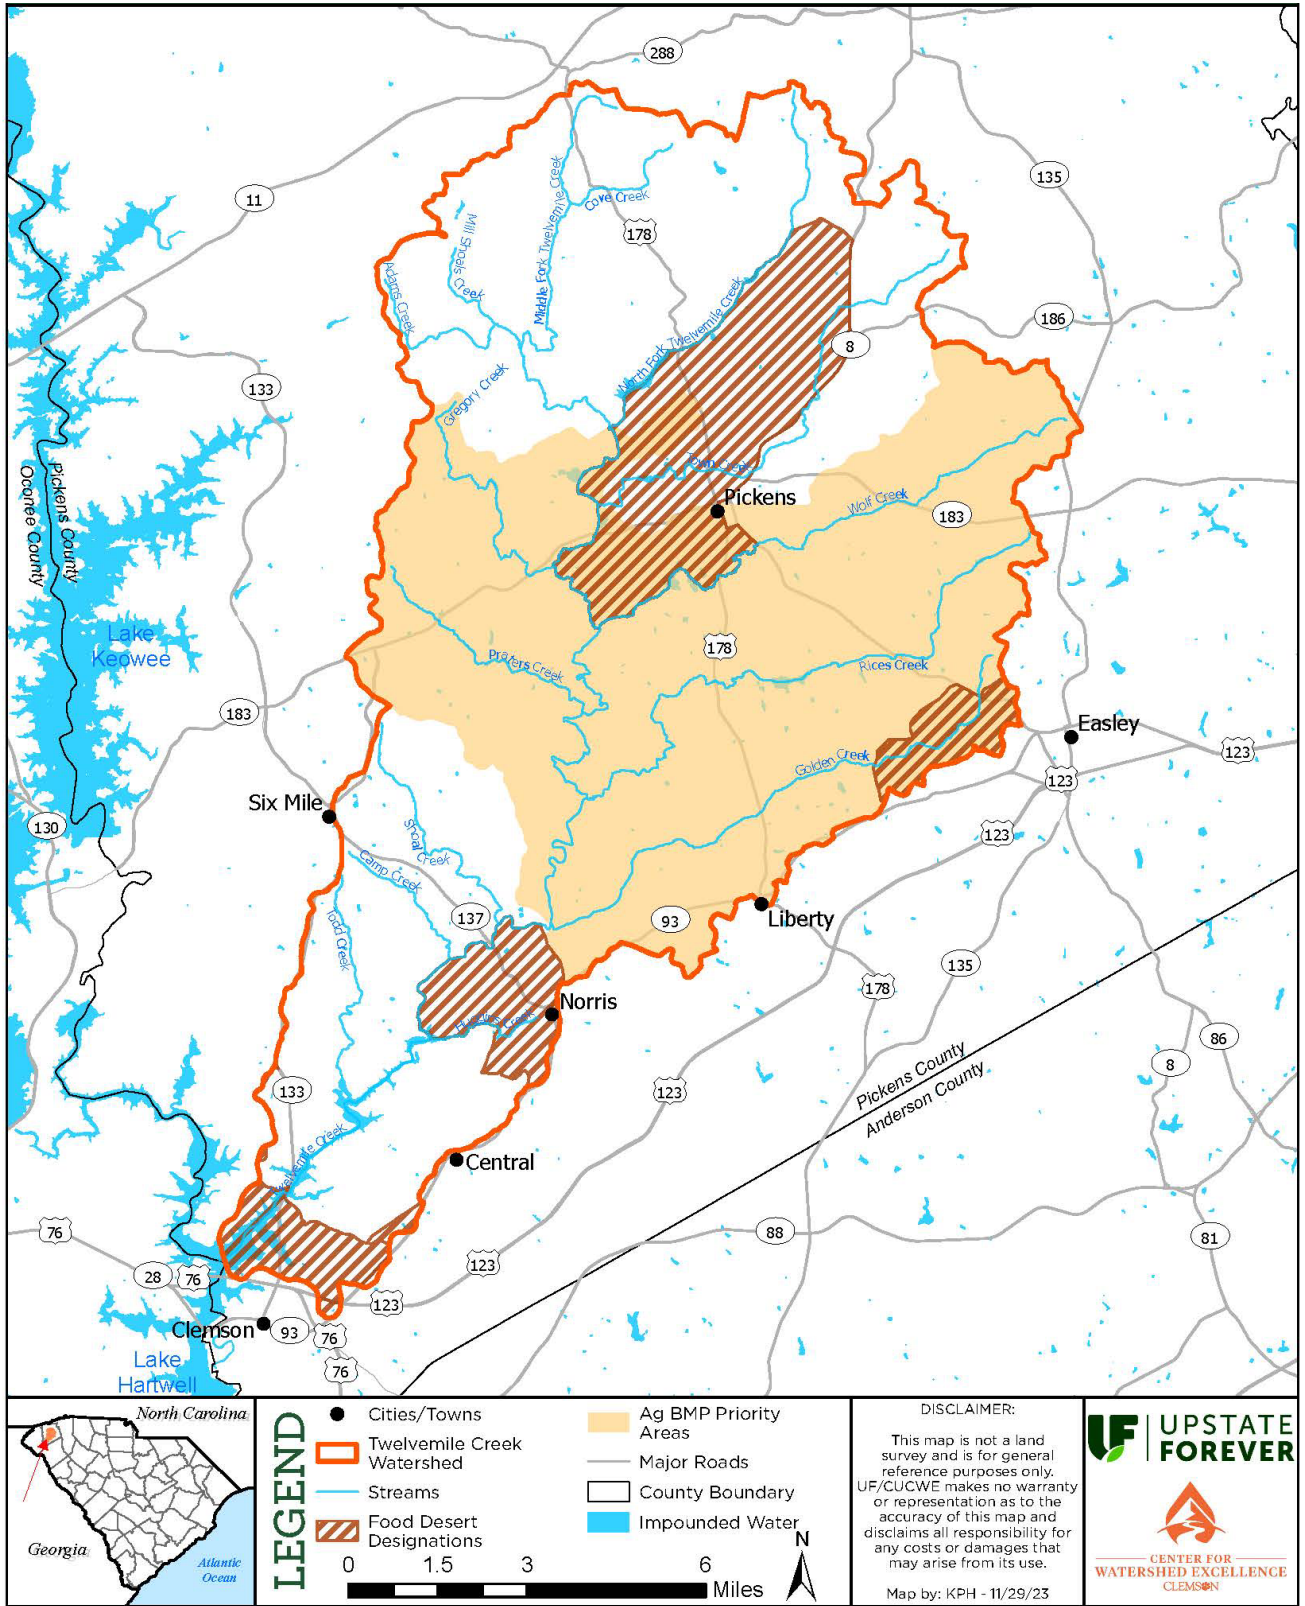 288
11
135
178
Cove Creek
Middle Fork Twelvemile Creek
Mill Shoals
Creek
Adams Creek
186
8
North Fork Twelvemile Creek
133
Gregory Creek
Town Creek
Pickens
Wolf Creek
183
Pickens County
Oconee County
Lake
Keowee
178
Praters Creek
Rices Creek
183
Easley
123
Golden Creek
123
Six Mile
130
123
Shoal Creek
Camp Creek
137
93
Liberty
Todd Creek
135
178
Norris
Huggins Creek
86
Pickens County
Anderson County
8
133
123
Twelvemile Creek
Central
76
88
81
123
28
76
123
Clemson
93
76
76
Lake
Hartwell
North Carolina
Georgia
Atlantic
Ocean
LEGEND
Cities/Towns
Twelvemile Creek
Watershed
Streams
Food Desert
Designations
Ag BMP Priority
Areas
Major Roads
County Boundary
Impounded Water
0 1.5 3 6
Miles
N
DISCLAIMER:
This map is not a land
survey and is for general
reference purposes only.
UF/CUCWE makes no warranty
or representation as to the
accuracy of this map and
disclaims all responsibility for
any costs or damages that
may arise from its use.
Map by: KPH - 11/29/23
UF
UPSTATE
FOREVER
CENTER FOR
WATERSHED EXCELLENCE
CLEMSON